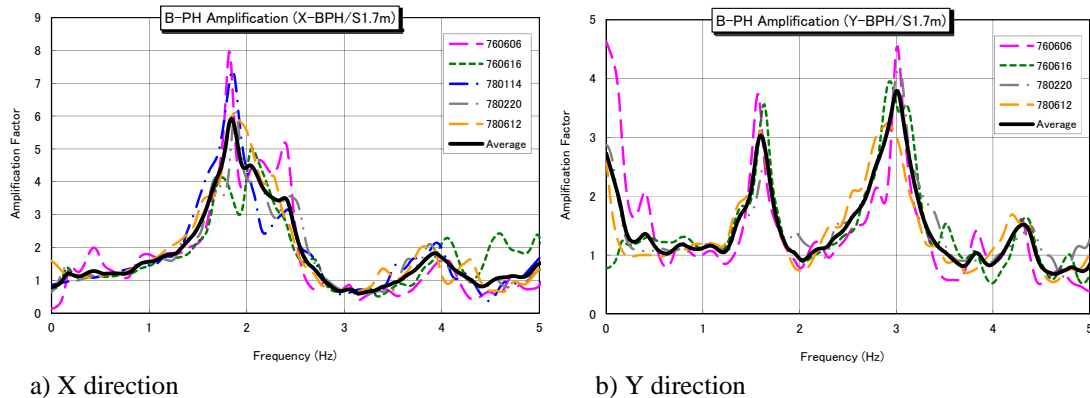 B-PH Amplification (X-BPH/S1.7m)
Amplification Factor
9
8
7
6
5
4
3
2
1
0
760606
760616
780114
780220
780612
Average
0 1 2 3 4 5
Frequency (Hz)
a) X direction
B-PH Amplification (Y-BPH/S1.7m)
Amplification Factor
5
4
3
2
1
0
760606
760616
780220
780612
Average
0 1 2 3 4 5
Frequency (Hz)
b) Y direction